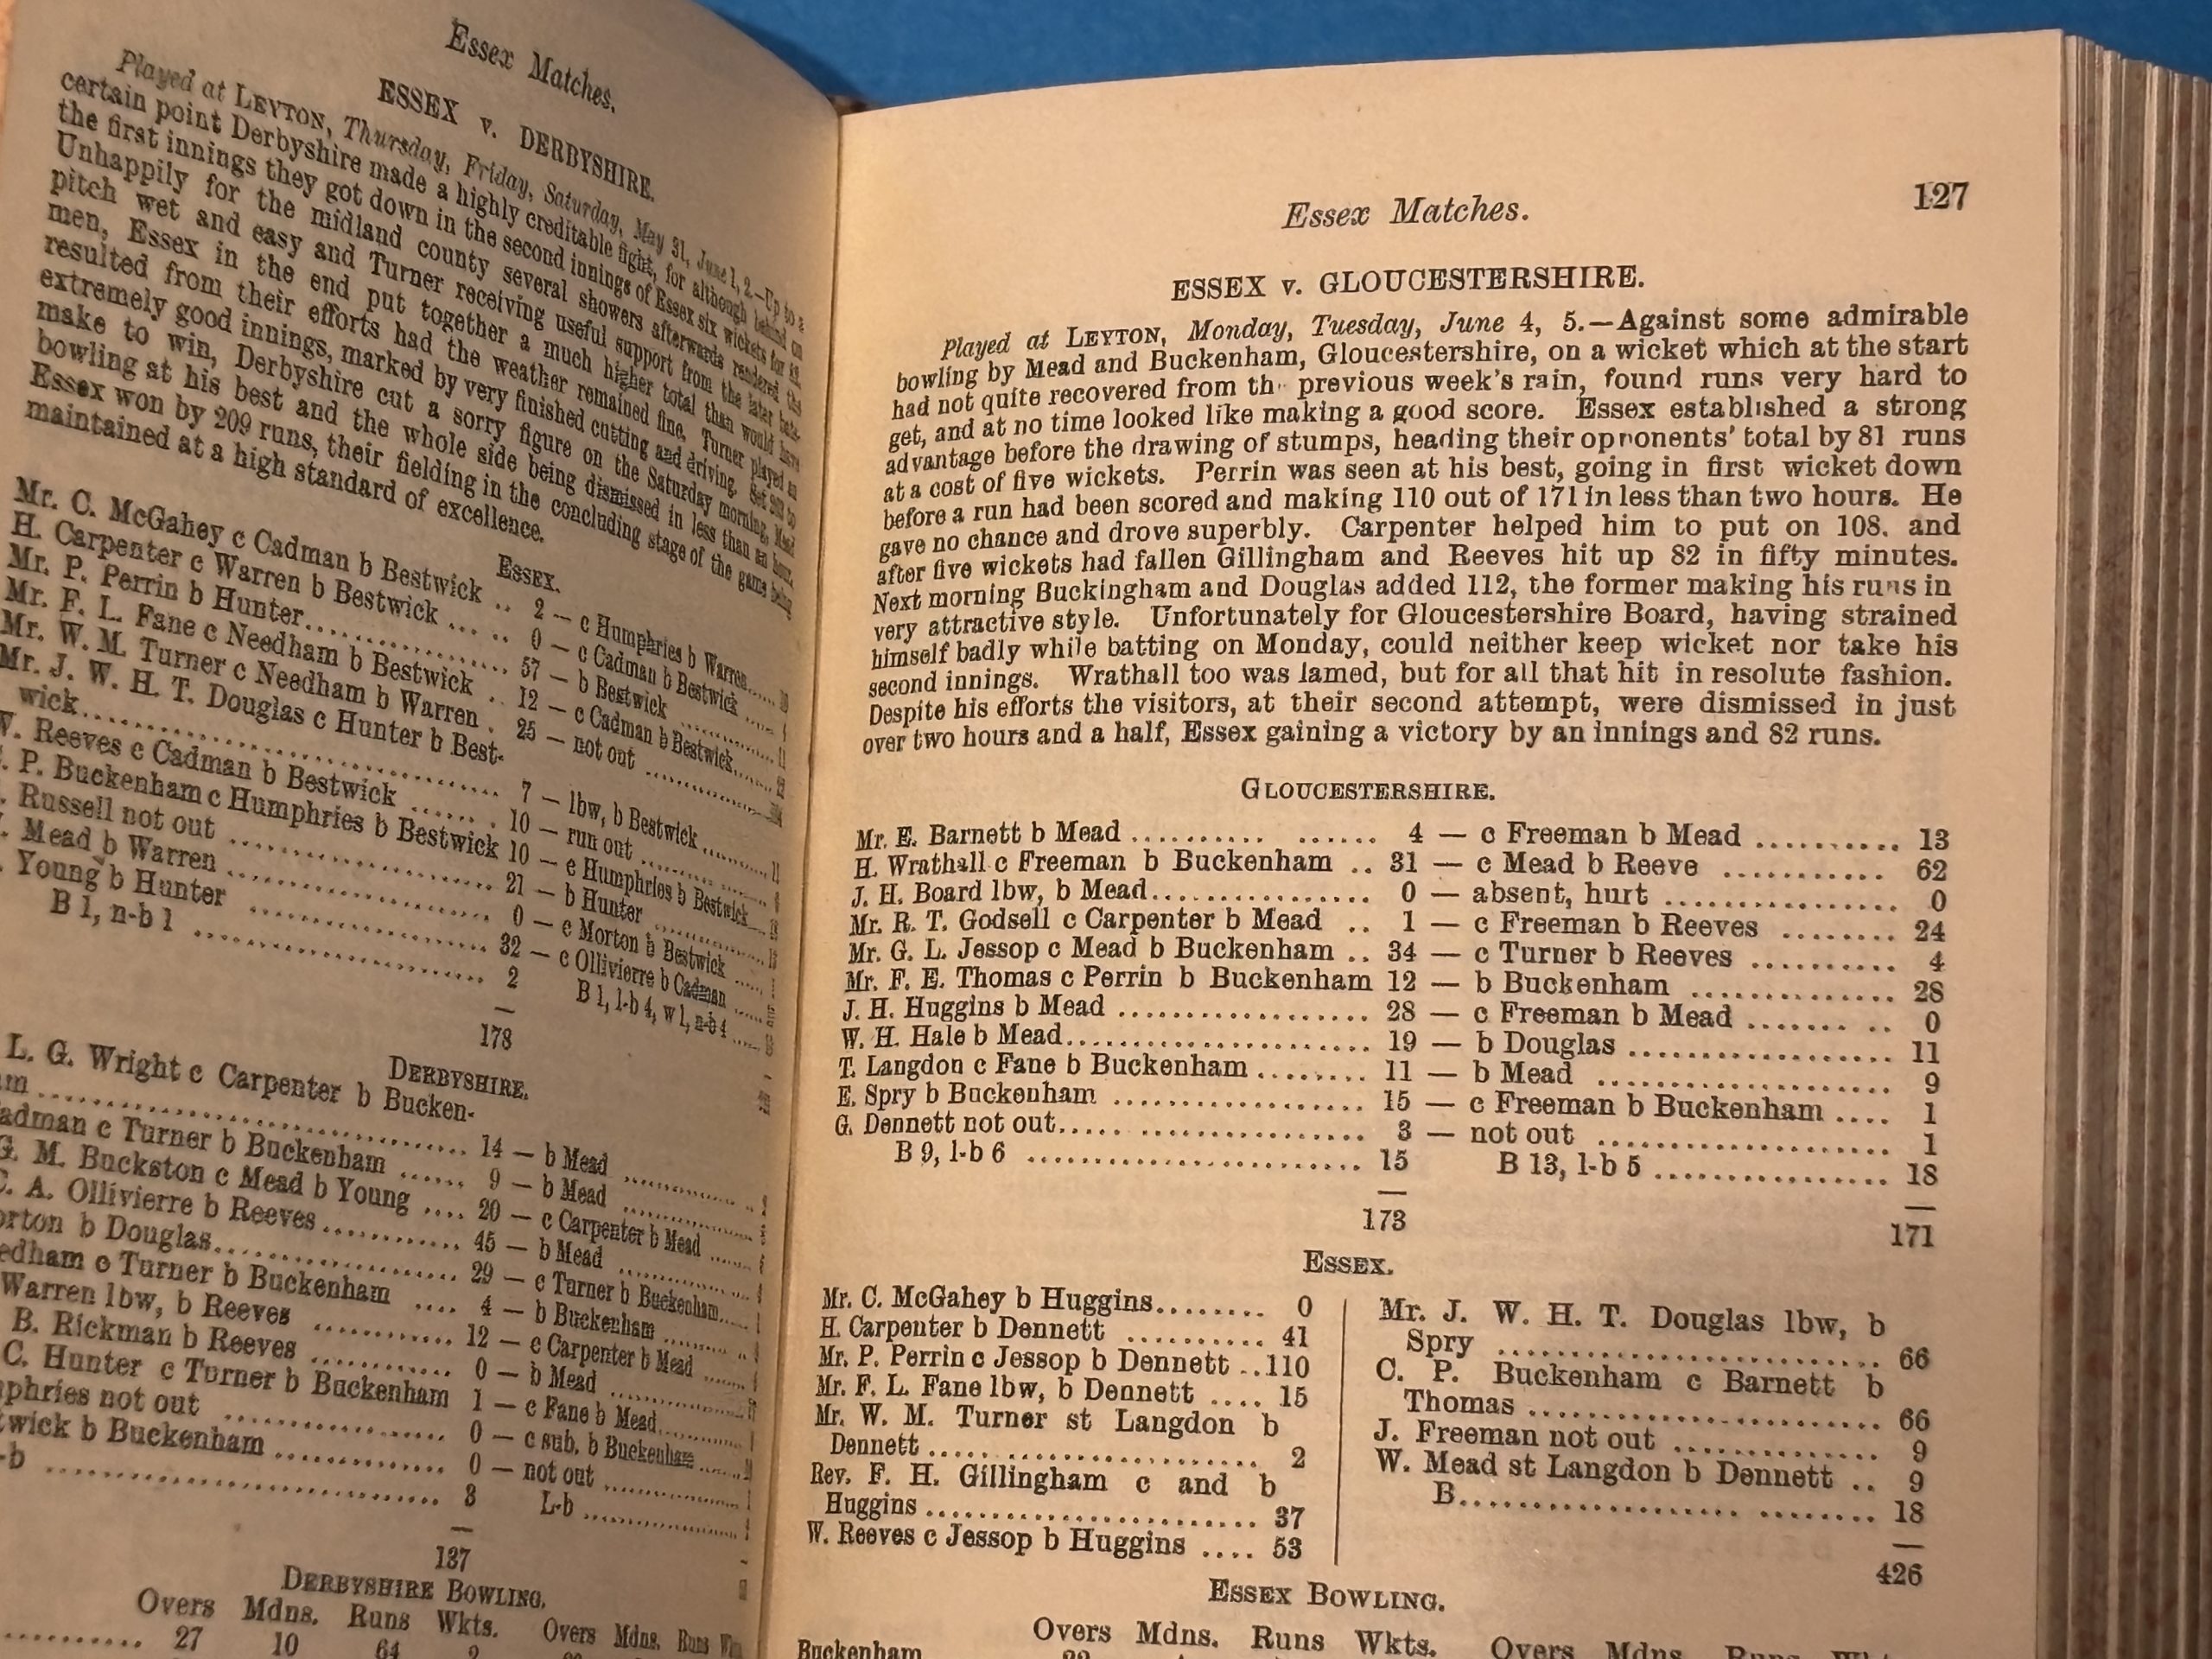 Essex Matches.
ESSEX v. DERBYSHIRE.
Played at LEYTON, Thursday, Friday, Saturday, May 31, June 1, 2.—Up to a
certain point Derbyshire made a highly creditable fight, for although behind on
the first innings they got down in the second innings of Essex six wickets for
Unhappily for the midland county several showers afterwards rendered the
pitch wet and easy and Turner receiving useful support from the later bats-
men, Essex in the end put together a much higher total than would have
resulted from their efforts had the weather remained fine. Turner played an
extremely good innings, marked by very finished cutting and driving. Set to
make to win, Derbyshire cut a sorry figure on the Saturday morning, Mead
bowling at his best and the whole side being dismissed in less than an hour.
Essex won by 209 runs, their fielding in the concluding stage of the game being
maintained at a high standard of excellence.
ESSEX.
Mr. C. McGahey c Cadman b Bestwick .. 2 — c Humphries b Warren
H. Carpenter c Warren b Bestwick ... .. 0 — c Cadman b Bestwick
Mr. P. Perrin b Hunter 57 — b Bestwick
Mr. F. L. Fane c Needham b Bestwick . 12 — c Cadman b Bestwick
Mr. W. M. Turner c Needham b Warren . 25 — not out
Mr. J. W. H. T. Douglas c Hunter b Best-
wick 7 — lbw, b Bestwick
W. Reeves c Cadman b Bestwick 10 — run out
P. Buckenham c Humphries b Bestwick 10 — c Humphries b Bestwick
Russell not out 21 — b Hunter
Mead b Warren 0 — c Morton b Bestwick
Young b Hunter 32 — c Ollivierre b Cadman
B 1, n-b 1 2 B 1, l-b 4, w 1, n-b 4
178
DERBYSHIRE.
L. G. Wright c Carpenter b Bucken-
14 — b Mead
c Turner b Buckenham 9 — b Mead
G. M. Buckston c Mead b Young .... 20 — c Carpenter b Mead
C. A. Ollivierre b Reeves 45 — b Mead
b Douglas 29 — c Turner b Buckenham
c Turner b Buckenham .... 4 — b Buckenham
Warren lbw, b Reeves 12 — c Carpenter b Mead
B. Rickman b Reeves 0 — b Mead
C. Hunter c Turner b Buckenham 1 — c Fane b Mead
not out 0 — c sub. b Buckenham
b Buckenham 0 — not out
3 L-b
137
DERBYSHIRE BOWLING.
Overs Mdns. Runs Wkts. Overs Mdns. Runs
27 10 64
Essex Matches. 127
ESSEX v. GLOUCESTERSHIRE.
Played at LEYTON, Monday, Tuesday, June 4, 5.—Against some admirable
bowling by Mead and Buckenham, Gloucestershire, on a wicket which at the start
had not quite recovered from th previous week's rain, found runs very hard to
get, and at no time looked like making a good score. Essex established a strong
advantage before the drawing of stumps, heading their opponents' total by 81 runs
at a cost of five wickets. Perrin was seen at his best, going in first wicket down
before a run had been scored and making 110 out of 171 in less than two hours. He
gave no chance and drove superbly. Carpenter helped him to put on 108. and
after five wickets had fallen Gillingham and Reeves hit up 82 in fifty minutes.
Next morning Buckingham and Douglas added 112, the former making his runs in
very attractive style. Unfortunately for Gloucestershire Board, having strained
himself badly while batting on Monday, could neither keep wicket nor take his
second innings. Wrathall too was lamed, but for all that hit in resolute fashion.
Despite his efforts the visitors, at their second attempt, were dismissed in just
over two hours and a half, Essex gaining a victory by an innings and 82 runs.
GLOUCESTERSHIRE.
Mr. E. Barnett b Mead .......... ...... 4 — c Freeman b Mead .......... 13
H. Wrathall c Freeman b Buckenham .. 31 — c Mead b Reeve ........... 62
J. H. Board lbw, b Mead................ 0 — absent, hurt ................ 0
Mr. R. T. Godsell c Carpenter b Mead .. 1 — c Freeman b Reeves ........ 24
Mr. G. L. Jessop c Mead b Buckenham .. 34 — c Turner b Reeves .......... 4
Mr. F. E. Thomas c Perrin b Buckenham 12 — b Buckenham .............. 28
J. H. Huggins b Mead .................. 28 — c Freeman b Mead ....... .. 0
W. H. Hale b Mead...................... 19 — b Douglas .................. 11
T. Langdon c Fane b Buckenham ........ 11 — b Mead .................... 9
E. Spry b Buckenham .................. 15 — c Freeman b Buckenham .... 1
G. Dennett not out..... ................ 3 — not out .................... 1
B 9, l-b 6 ........................ 15 B 13, l-b 5 ................ 18
173 171
ESSEX.
Mr. C. McGahey b Huggins........ 0
H. Carpenter b Dennett .......... 41
Mr. P. Perrin c Jessop b Dennett ..110
Mr. F. L. Fane lbw, b Dennett .... 15
Mr. W. M. Turner st Langdon b
Dennett ........................ 2
Rev. F. H. Gillingham c and b
Huggins ........................ 37
W. Reeves c Jessop b Huggins .... 53
Mr. J. W. H. T. Douglas lbw, b
Spry .......................... 66
C. P. Buckenham c Barnett b
Thomas ........................ 66
J. Freeman not out .............. 9
W. Mead st Langdon b Dennett .. 9
B...................... ........ 18
426
ESSEX BOWLING.
Overs Mdns. Runs Wkts. Overs Mdns. Runs
Buckenham